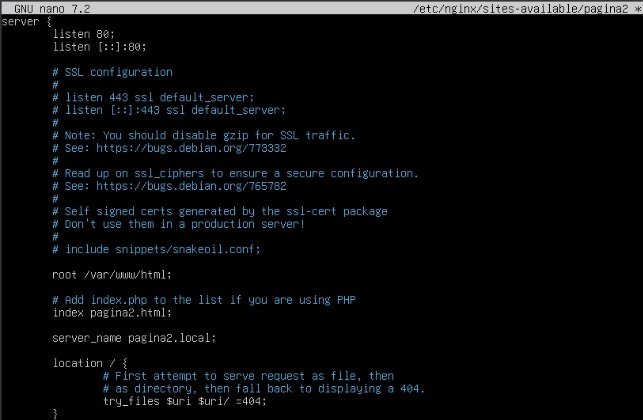 GNU nano 7.2 /etc/nginx/sites-available/pagina2 *
server {
listen 80;
listen [::]:80;
# SSL configuration
#
# listen 443 ssl default_server;
# listen [::]:443 ssl default_server;
#
# Note: You should disable gzip for SSL traffic.
# See: https://bugs.debian.org/773332
#
# Read up on ssl_ciphers to ensure a secure configuration.
# See: https://bugs.debian.org/765782
#
# Self signed certs generated by the ssl-cert package
# Don't use them in a production server!
#
# include snippets/snakeoil.conf;
root /var/www/html;
# Add index.php to the list if you are using PHP
index pagina2.html;
server_name pagina2.local;
location / {
# First attempt to serve request as file, then
# as directory, then fall back to displaying a 404.
try_files $uri $uri/ =404;
}